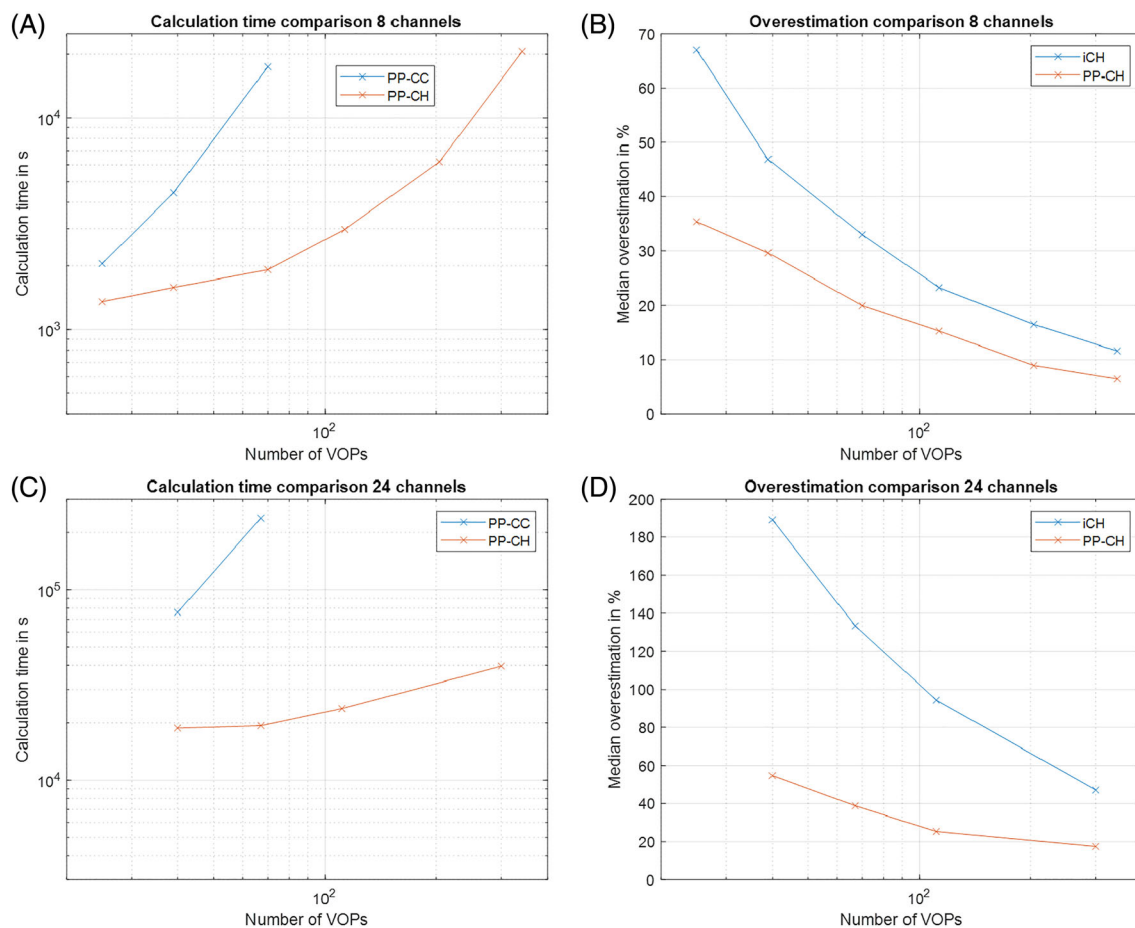 (A)
Calculation time comparison 8 channels
PP-CC
PP-CH
10^4
10^3
Calculation time in s
10^2
Number of VOPs
(B)
Overestimation comparison 8 channels
iCH
PP-CH
70
60
50
40
30
20
10
0
Median overestimation in %
10^2
Number of VOPs
(C)
Calculation time comparison 24 channels
PP-CC
PP-CH
10^5
10^4
Calculation time in s
10^2
Number of VOPs
(D)
Overestimation comparison 24 channels
iCH
PP-CH
200
180
160
140
120
100
80
60
40
20
0
Median overestimation in %
10^2
Number of VOPs